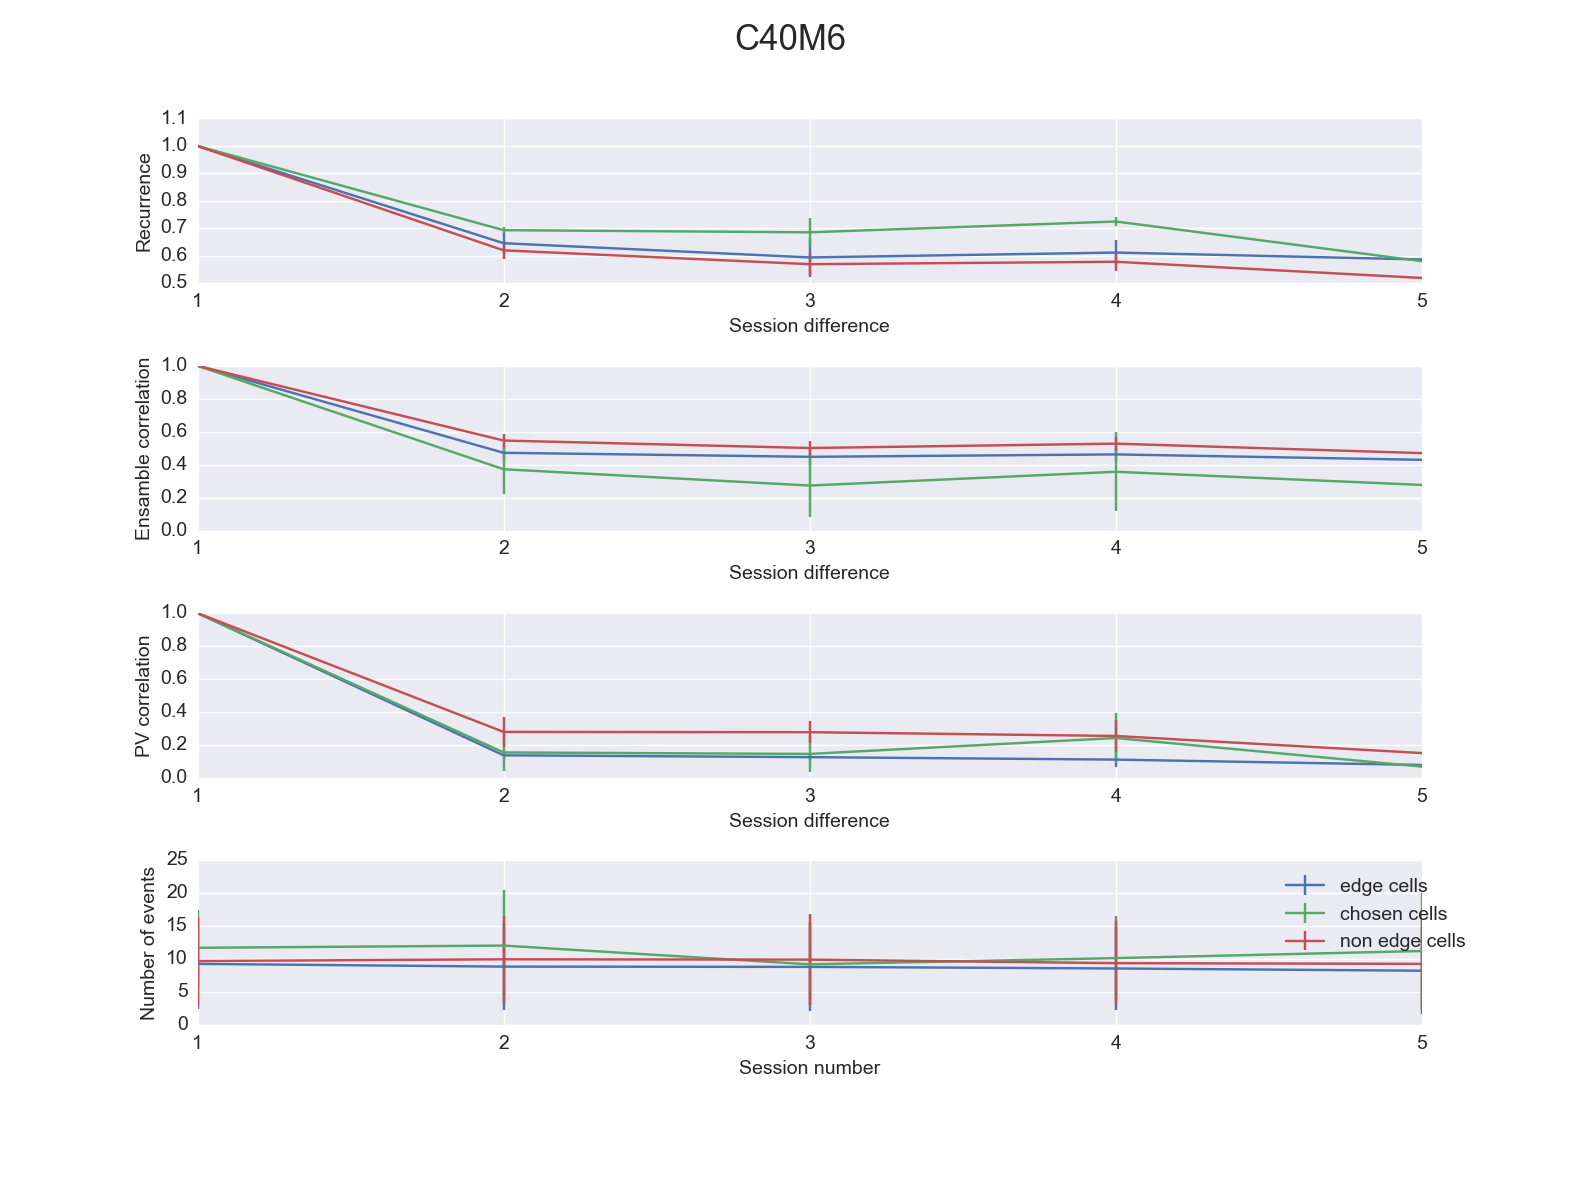 C40M6
1.1
1.0
0.9
0.8
0.7
0.6
0.5
Recurrence
1 2 3 4 5
Session difference
1.0
0.8
0.6
0.4
0.2
0.0
Ensamble correlation
1 2 3 4 5
Session difference
1.0
0.8
0.6
0.4
0.2
0.0
PV correlation
1 2 3 4 5
Session difference
25
20
15
10
5
0
Number of events
edge cells
chosen cells
non edge cells
1 2 3 4 5
Session number